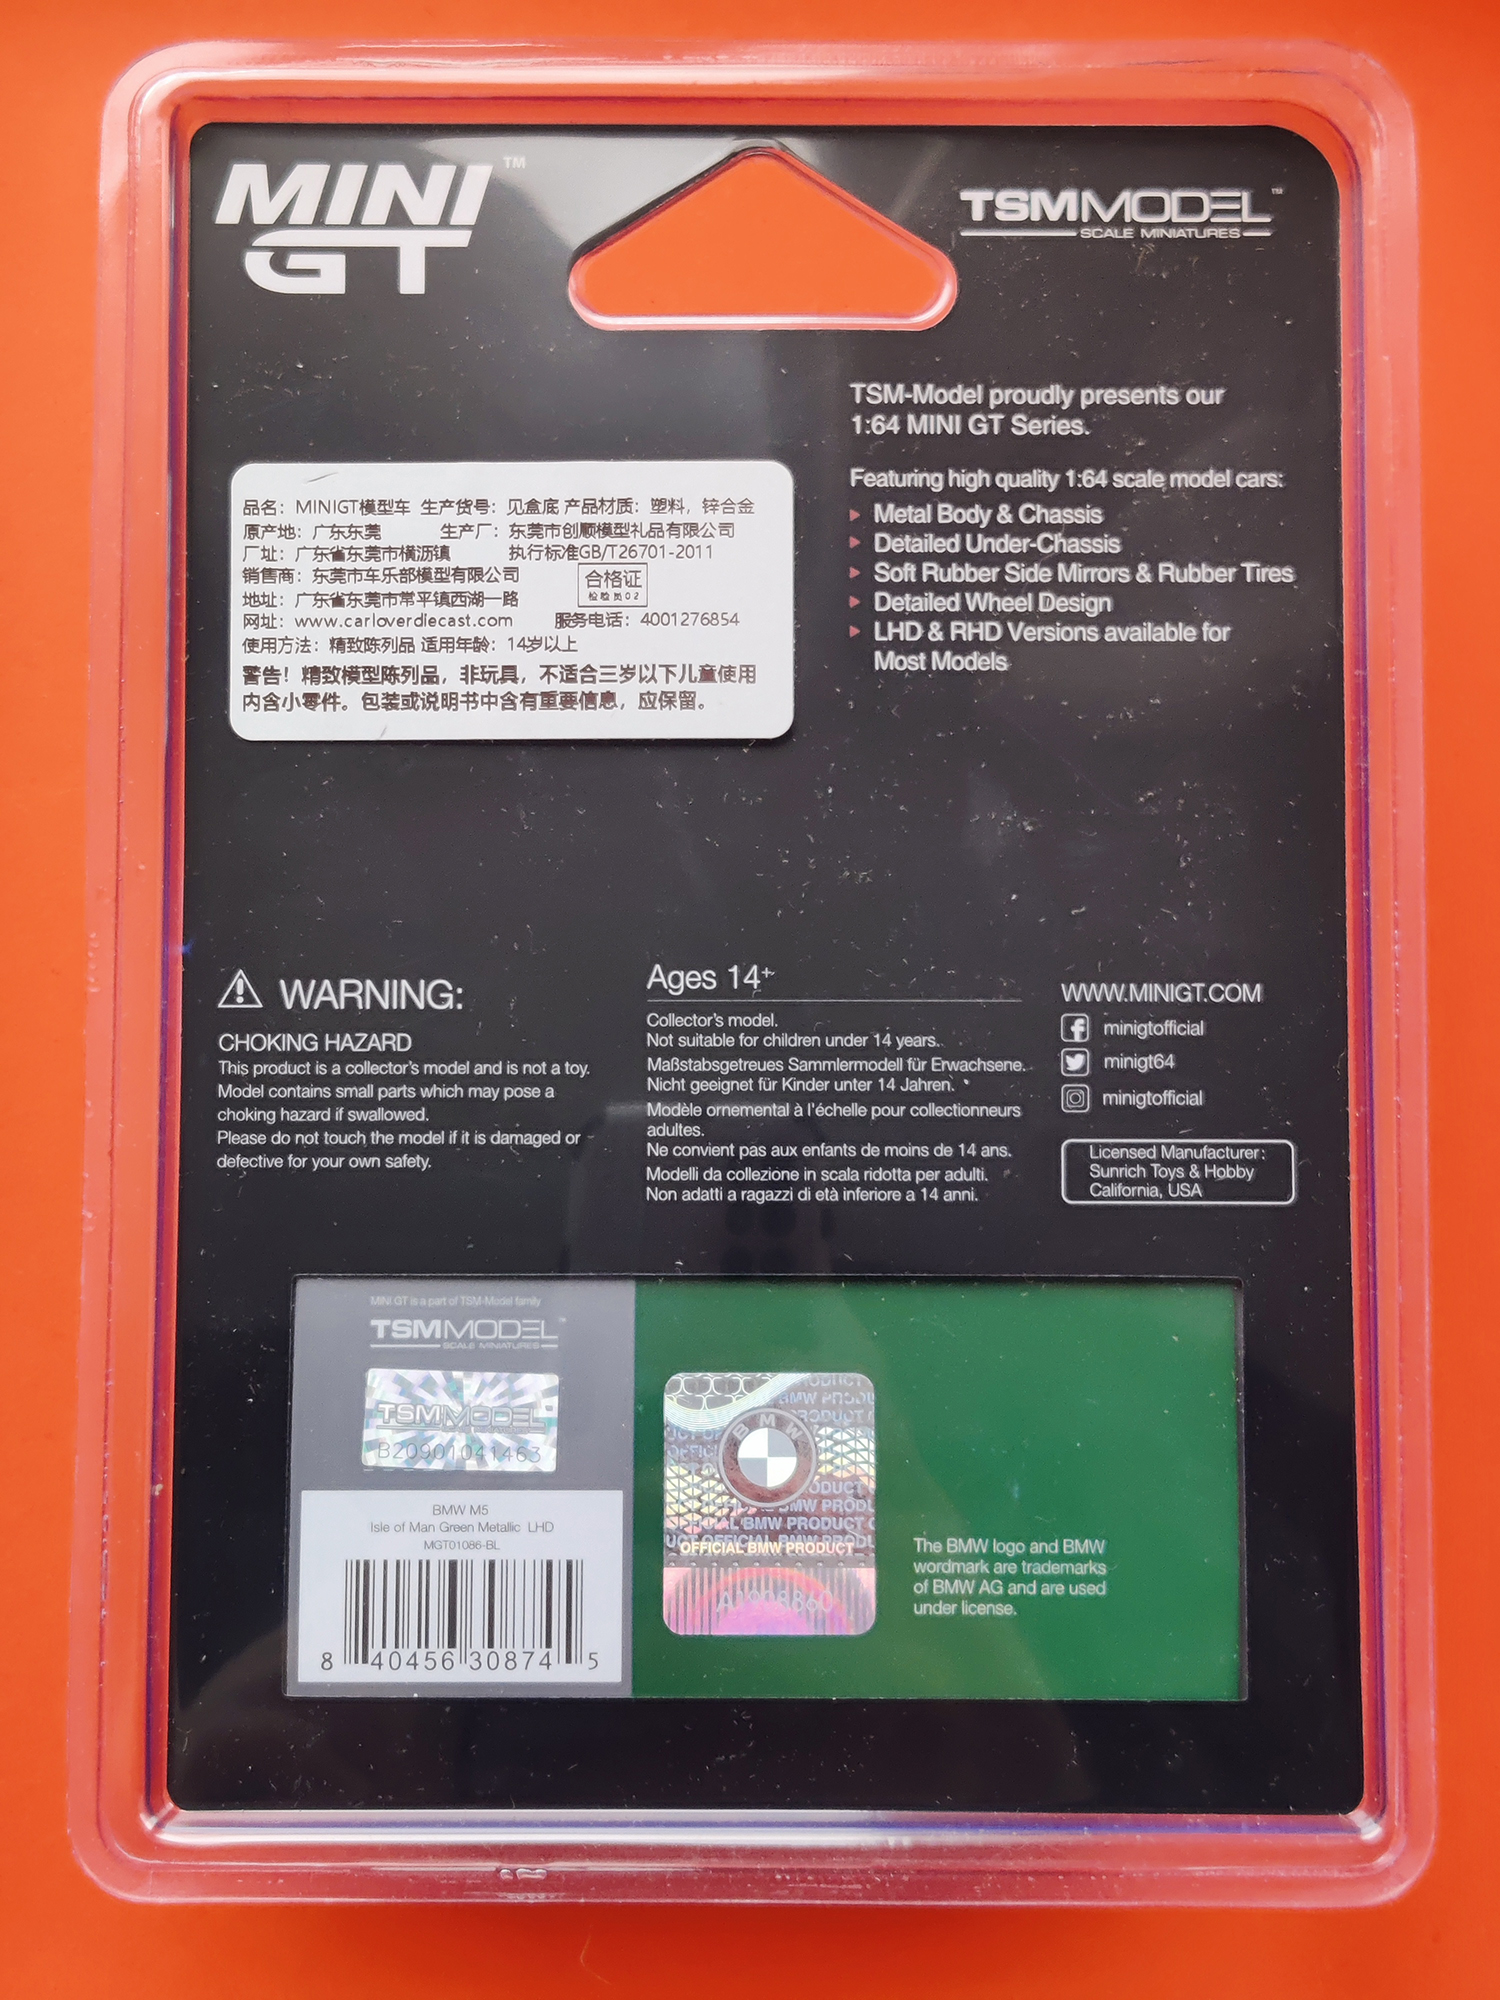 MINI GT™
TSMMODEL™
SCALE MINIATURES
TSM-Model proudly presents our
1:64 MINI GT Series.
Featuring high quality 1:64 scale model cars:
Metal Body & Chassis
Detailed Under-Chassis
Soft Rubber Side Mirrors & Rubber Tires
Detailed Wheel Design
LHD & RHD Versions available for
Most Models
品名：MINIGT模型车 生产货号：见盒底 产品材质：塑料，锌合金
原产地：广东东莞 生产厂：东莞市创顺模型礼品有限公司
厂址：广东省东莞市横沥镇 执行标准GB/T26701-2011
销售商：东莞市车乐部模型有限公司 合格证
地址：广东省东莞市常平镇西湖一路 检验员02
网址：www.carloverdiecast.com 服务电话：4001276854
使用方法：精致陈列品 适用年龄：14岁以上
警告！精致模型陈列品，非玩具，不适合三岁以下儿童使用
内含小零件。包装或说明书中含有重要信息，应保留。
WARNING:
CHOKING HAZARD
This product is a collector's model and is not a toy.
Model contains small parts which may pose a
choking hazard if swallowed.
Please do not touch the model if it is damaged or
defective for your own safety.
Ages 14+
Collector's model.
Not suitable for children under 14 years.
Maßstabsgetreues Sammlermodell für Erwachsene.
Nicht geeignet für Kinder unter 14 Jahren.
Modèle ornemental à l'échelle pour collectionneurs
adultes.
Ne convient pas aux enfants de moins de 14 ans.
Modelli da collezione in scala ridotta per adulti.
Non adatti a ragazzi di età inferiore a 14 anni.
WWW.MINIGT.COM
minigtofficial
minigt64
minigtofficial
Licensed Manufacturer:
Sunrich Toys & Hobby
California, USA
MINI GT is a part of TSM-Model family
TSMMODEL™
SCALE MINIATURES
TSMMODEL
B20901041463
BMW M5
Isle of Man Green Metallic LHD
MGT01086-BL
8 40456 30874 5
BMW
OFFICIAL BMW PRODUCT
The BMW logo and BMW
wordmark are trademarks
of BMW AG and are used
under license.